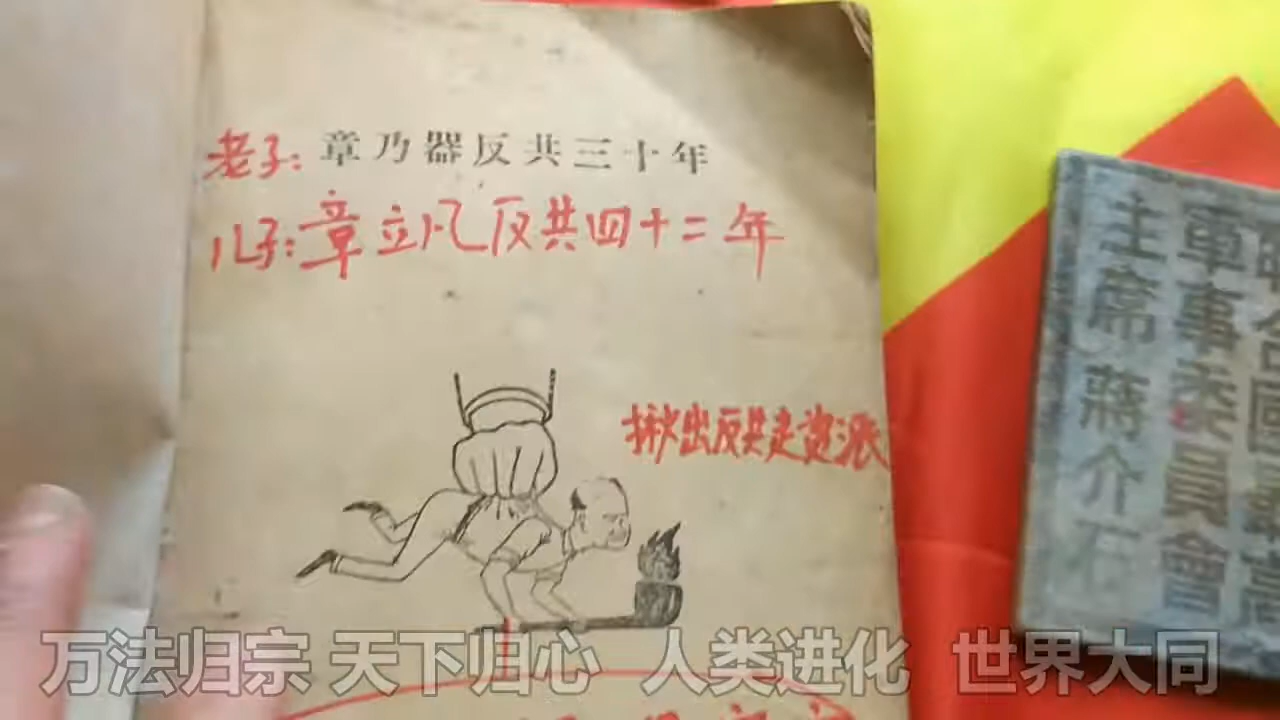 老子：章乃器反共三十年
儿子：章立凡反共四十二年
揪出反共走资派
軍事委員會
主席蔣介石
万法归宗 天下归心 人类进化 世界大同